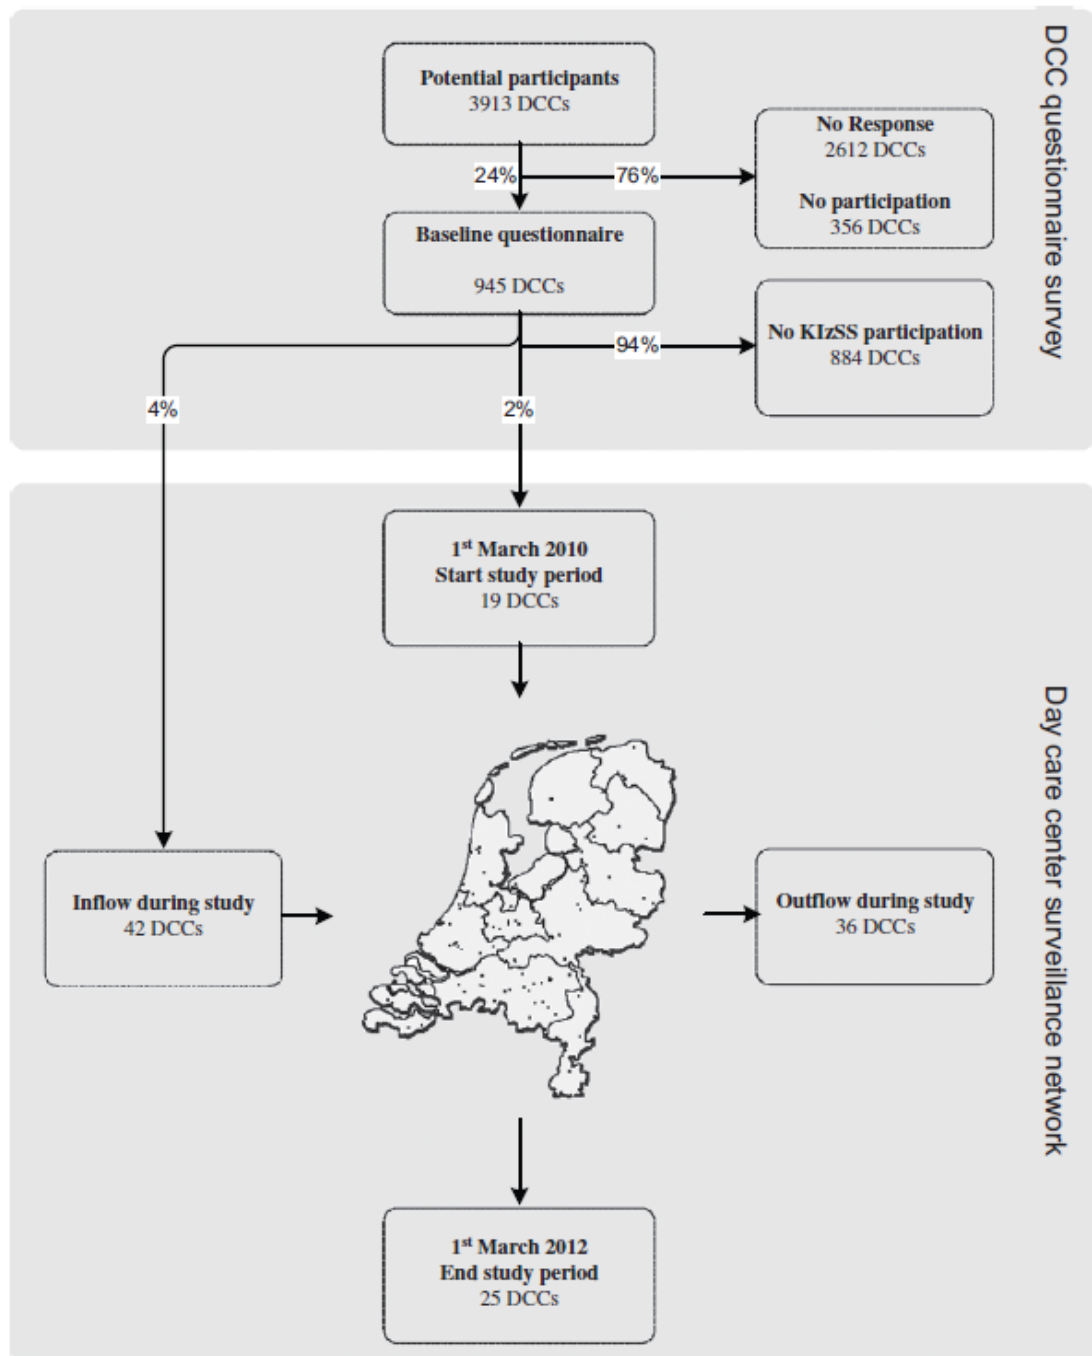 DCC questionnaire survey
Potential participants
3913 DCCs
No Response
2612 DCCs
No participation
356 DCCs
24%
76%
Baseline questionnaire
945 DCCs
No KIzSS participation
884 DCCs
94%
4%
2%
1st March 2010
Start study period
19 DCCs
Day care center surveillance network
Inflow during study
42 DCCs
Outflow during study
36 DCCs
1st March 2012
End study period
25 DCCs